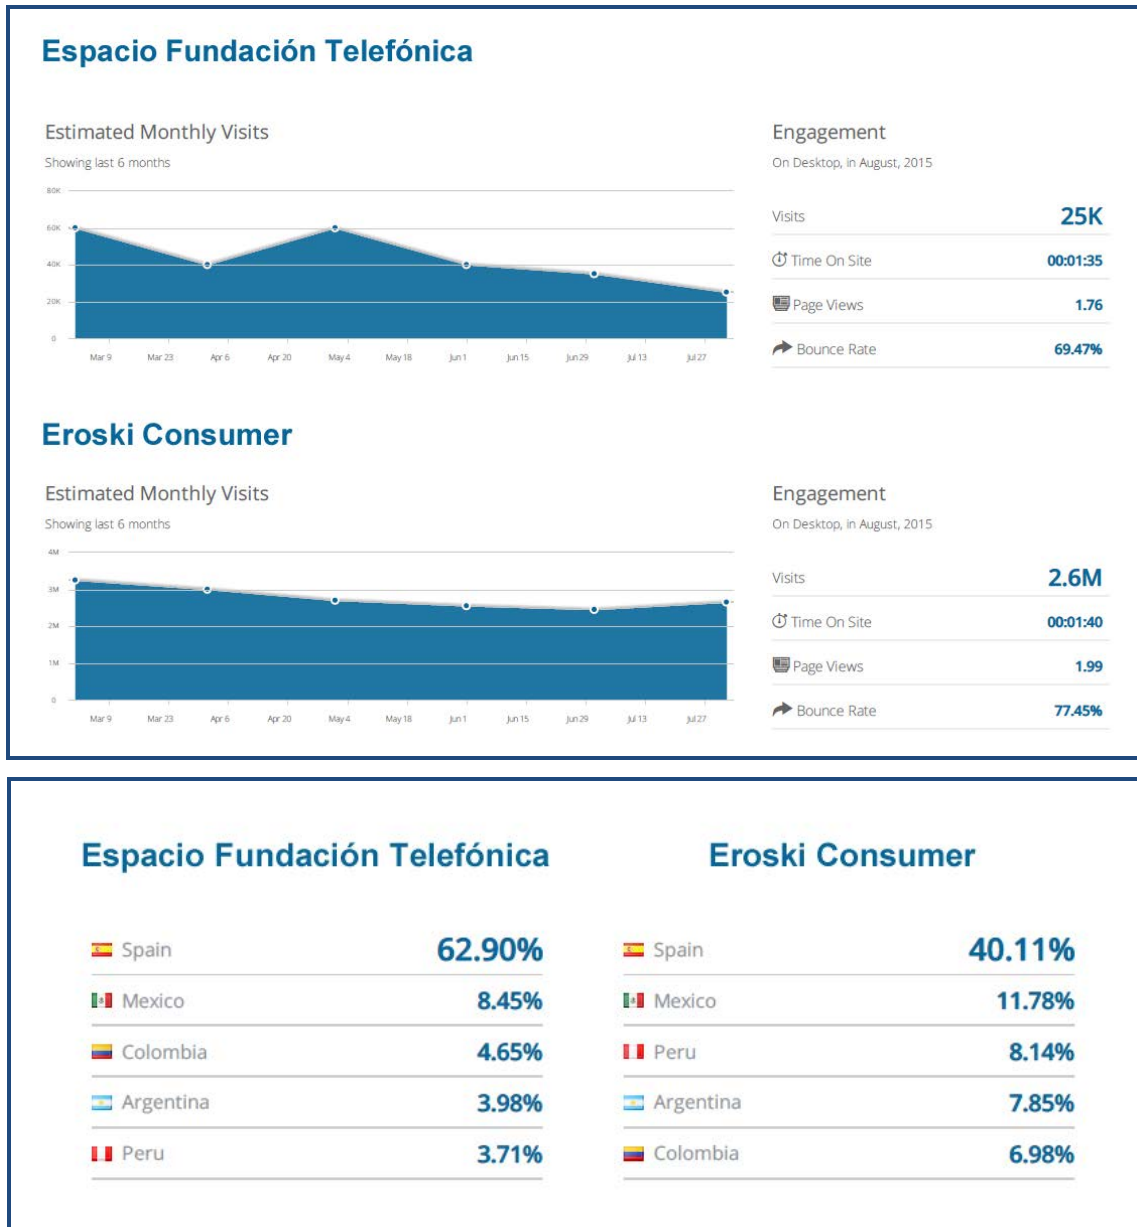 Espacio Fundación Telefónica
Estimated Monthly Visits
Showing last 6 months
80K
60K
40K
20K
0
Mar 9 Mar 23 Apr 6 Apr 20 May 4 May 18 Jun 1 Jun 15 Jun 29 Jul 13 Jul 27
Engagement
On Desktop, in August, 2015
Visits 25K
Time On Site 00:01:35
Page Views 1.76
Bounce Rate 69.47%
Eroski Consumer
Estimated Monthly Visits
Showing last 6 months
4M
3M
2M
1M
0
Mar 9 Mar 23 Apr 6 Apr 20 May 4 May 18 Jun 1 Jun 15 Jun 29 Jul 13 Jul 27
Engagement
On Desktop, in August, 2015
Visits 2.6M
Time On Site 00:01:40
Page Views 1.99
Bounce Rate 77.45%
Espacio Fundación Telefónica
Spain 62.90%
Mexico 8.45%
Colombia 4.65%
Argentina 3.98%
Peru 3.71%
Eroski Consumer
Spain 40.11%
Mexico 11.78%
Peru 8.14%
Argentina 7.85%
Colombia 6.98%